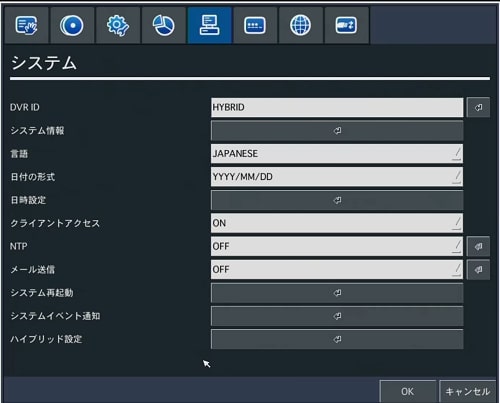 システム
DVR ID HYBRID
システム情報
言語 JAPANESE
日付の形式 YYYY/MM/DD
日時設定
クライアントアクセス ON
NTP OFF
メール送信 OFF
システム再起動
システムイベント通知
ハイブリッド設定
OK キャンセル